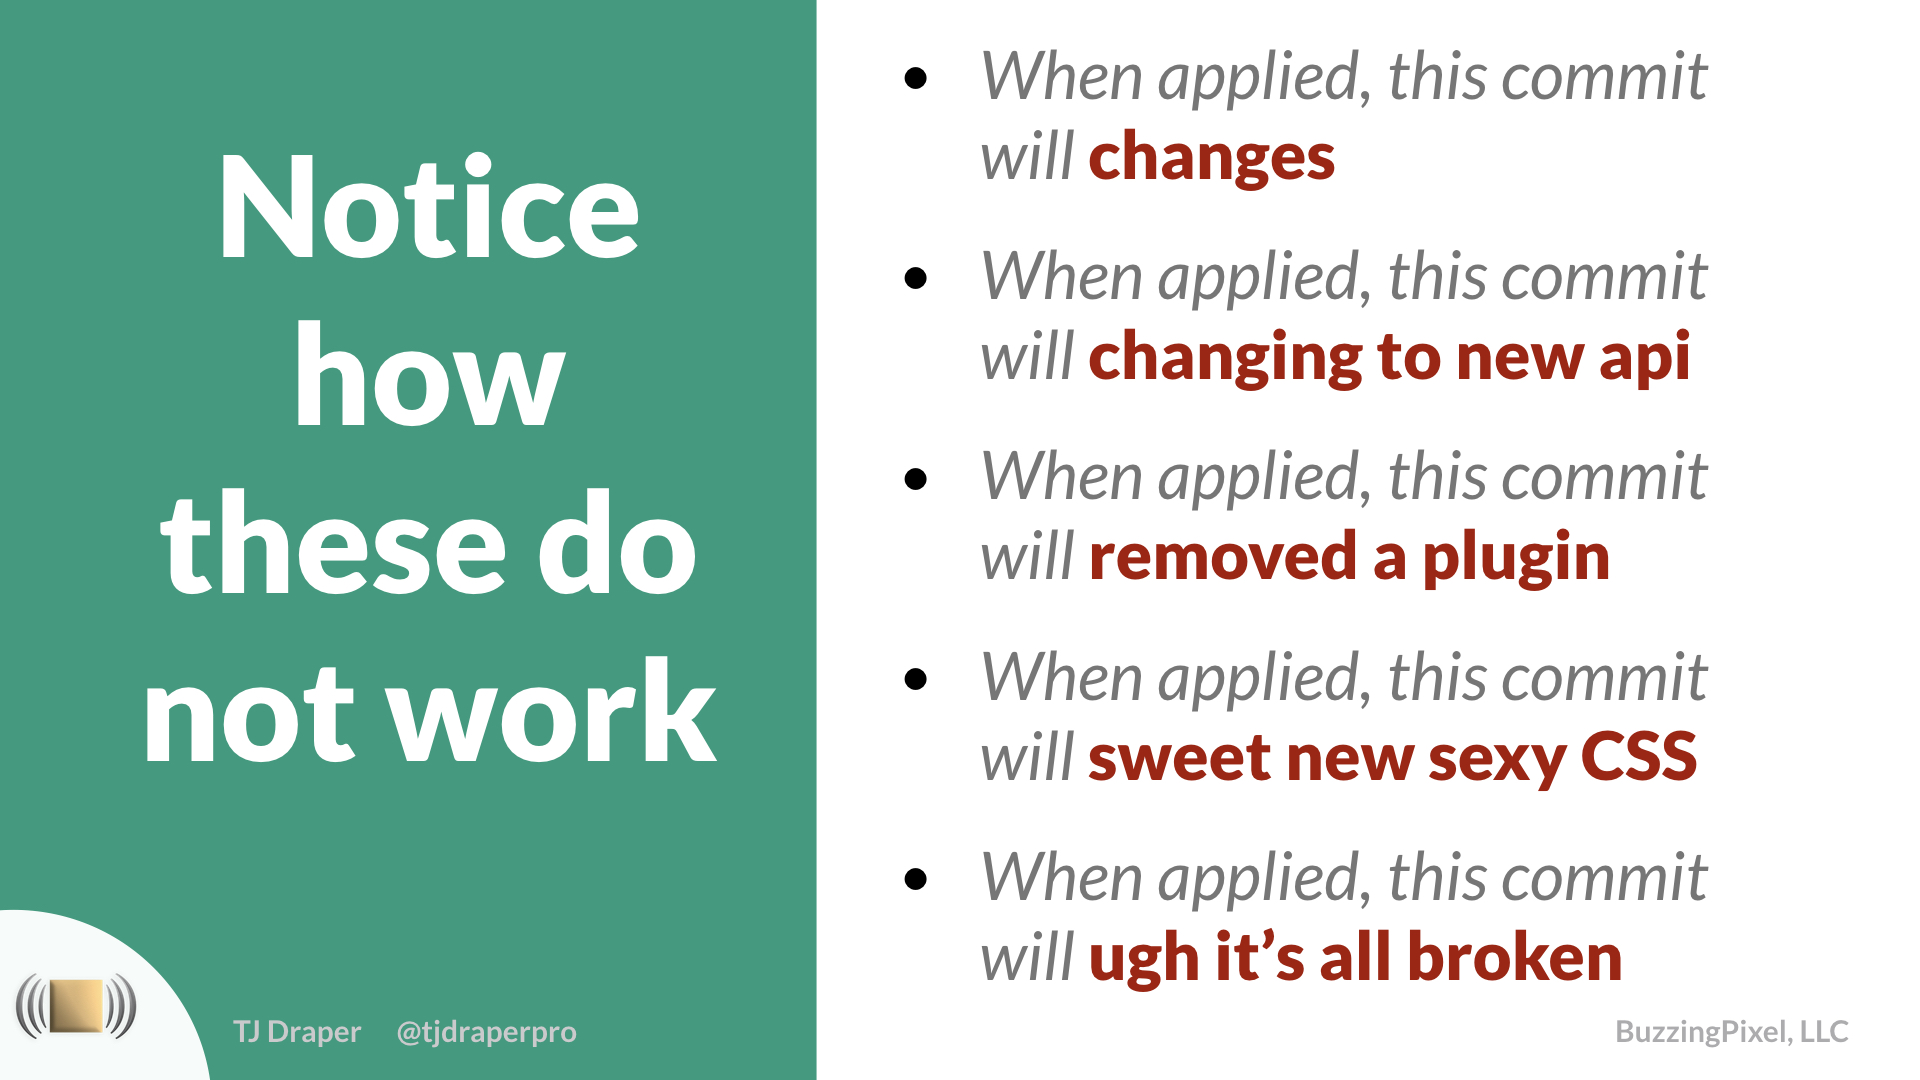 Notice
how
these do
not work
• When applied, this commit
will changes
• When applied, this commit
will changing to new api
• When applied, this commit
will removed a plugin
• When applied, this commit
will sweet new sexy CSS
• When applied, this commit
will ugh it’s all broken
TJ Draper @tjdraperpro
BuzzingPixel, LLC